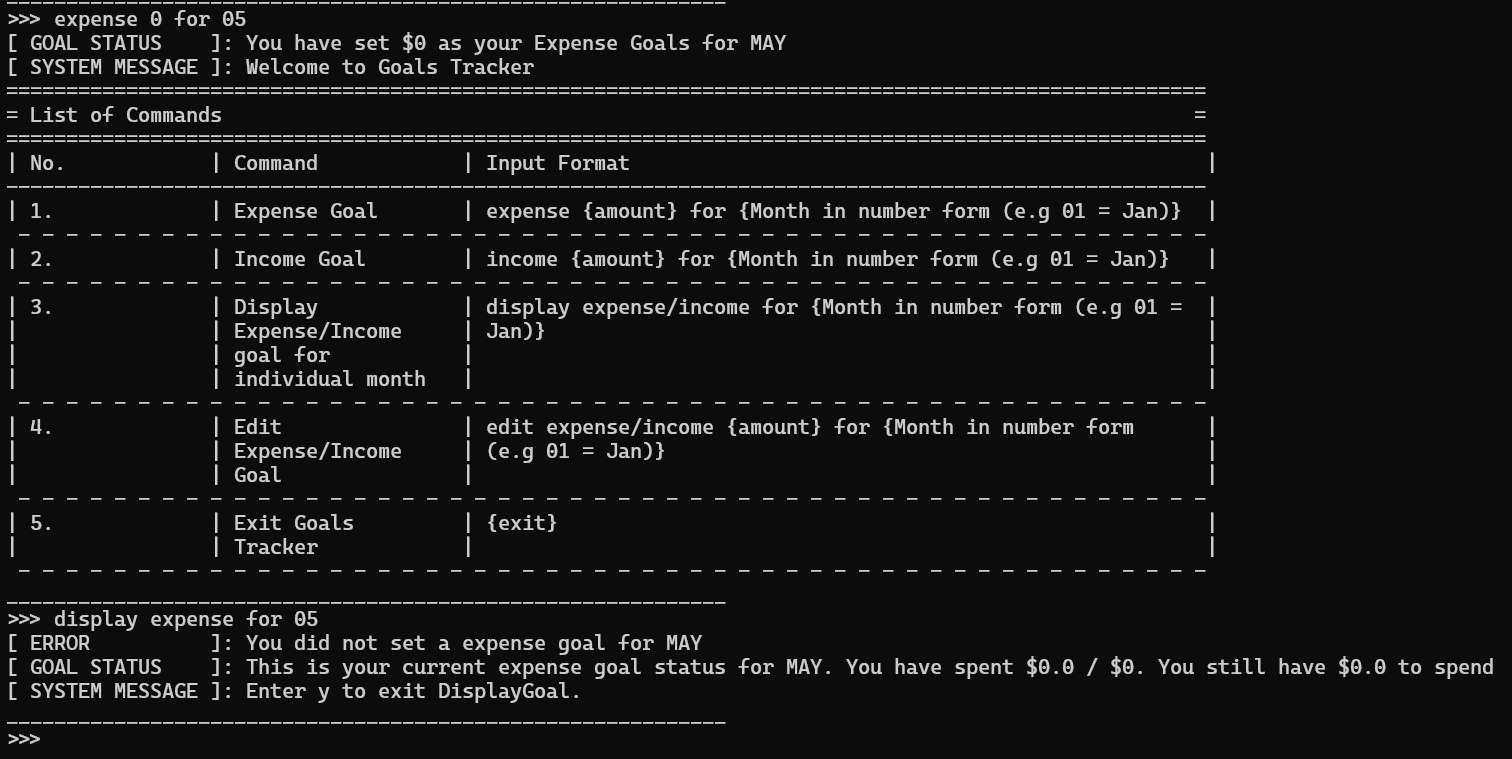 >>> expense 0 for 05
[ GOAL STATUS    ]: You have set $0 as your Expense Goals for MAY
[ SYSTEM MESSAGE ]: Welcome to Goals Tracker
====================================================================================================
= List of Commands                                                                                 =
====================================================================================================
| No.            | Command            | Input Format                                                |
----------------------------------------------------------------------------------------------------
| 1.             | Expense Goal       | expense {amount} for {Month in number form (e.g 01 = Jan)}  |
- - - - - - - - - - - - - - - - - - - - - - - - - - - - - - - - - - - - - - - - - - - - - - - - - -
| 2.             | Income Goal        | income {amount} for {Month in number form (e.g 01 = Jan)}   |
- - - - - - - - - - - - - - - - - - - - - - - - - - - - - - - - - - - - - - - - - - - - - - - - - -
| 3.             | Display            | display expense/income for {Month in number form (e.g 01 =  |
|                | Expense/Income     | Jan)}                                                       |
|                | goal for           |                                                             |
|                | individual month   |                                                             |
- - - - - - - - - - - - - - - - - - - - - - - - - - - - - - - - - - - - - - - - - - - - - - - - - -
| 4.             | Edit               | edit expense/income {amount} for {Month in number form      |
|                | Expense/Income     | (e.g 01 = Jan)}                                             |
|                | Goal               |                                                             |
- - - - - - - - - - - - - - - - - - - - - - - - - - - - - - - - - - - - - - - - - - - - - - - - - -
| 5.             | Exit Goals         | {exit}                                                      |
|                | Tracker            |                                                             |
- - - - - - - - - - - - - - - - - - - - - - - - - - - - - - - - - - - - - - - - - - - - - - - - - -
____________________________________________________________
>>> display expense for 05
[ ERROR          ]: You did not set a expense goal for MAY
[ GOAL STATUS    ]: This is your current expense goal status for MAY. You have spent $0.0 / $0. You still have $0.0 to spend
[ SYSTEM MESSAGE ]: Enter y to exit DisplayGoal.
____________________________________________________________
>>>